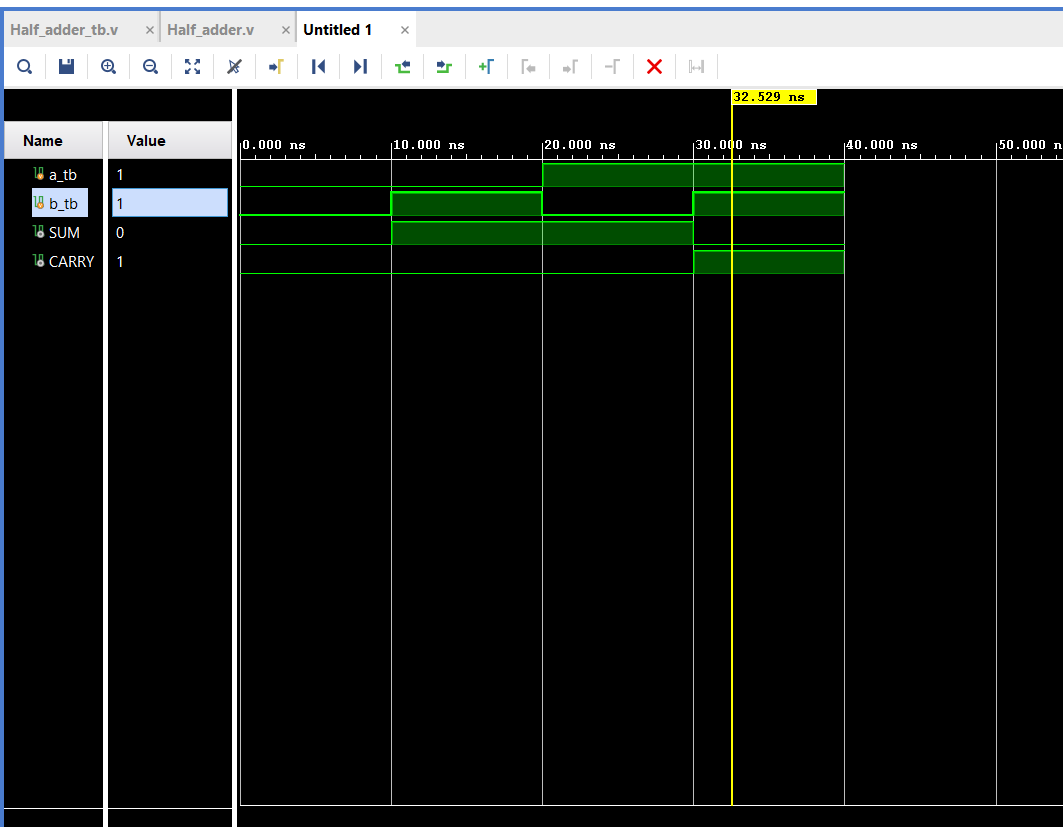 Half_adder_tb.v × Half_adder.v × Untitled 1 ×
32.529 ns
Name Value
0.000 ns 10.000 ns 20.000 ns 30.000 ns 40.000 ns 50.000 n
a_tb 1
b_tb 1
SUM 0
CARRY 1